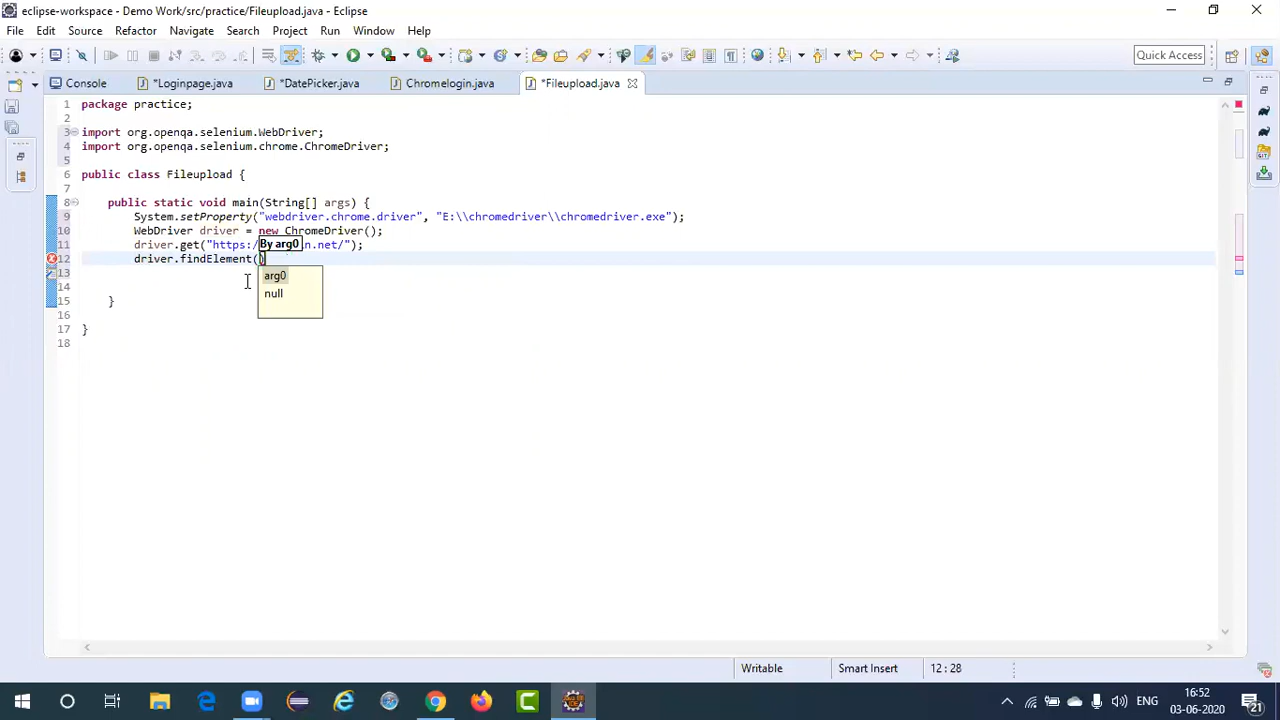 eclipse-workspace - Demo Work/src/practice/Fileupload.java - Eclipse
File Edit Source Refactor Navigate Search Project Run Window Help
Quick Access
Console *Loginpage.java *DatePicker.java Chromelogin.java *Fileupload.java
1 package practice;
2
3 import org.openqa.selenium.WebDriver;
4 import org.openqa.selenium.chrome.ChromeDriver;
5
6 public class Fileupload {
7
8 public static void main(String[] args) {
9 System.setProperty("webdriver.chrome.driver", "E:\\chromedriver\\chromedriver.exe");
10 WebDriver driver = new ChromeDriver();
11 driver.get("https:/ n.net/");
By arg0
12 driver.findElement()
13 arg0
14 null
15 }
16
17 }
18
Writable Smart Insert 12 : 28
ENG 16:52
03-06-2020 21